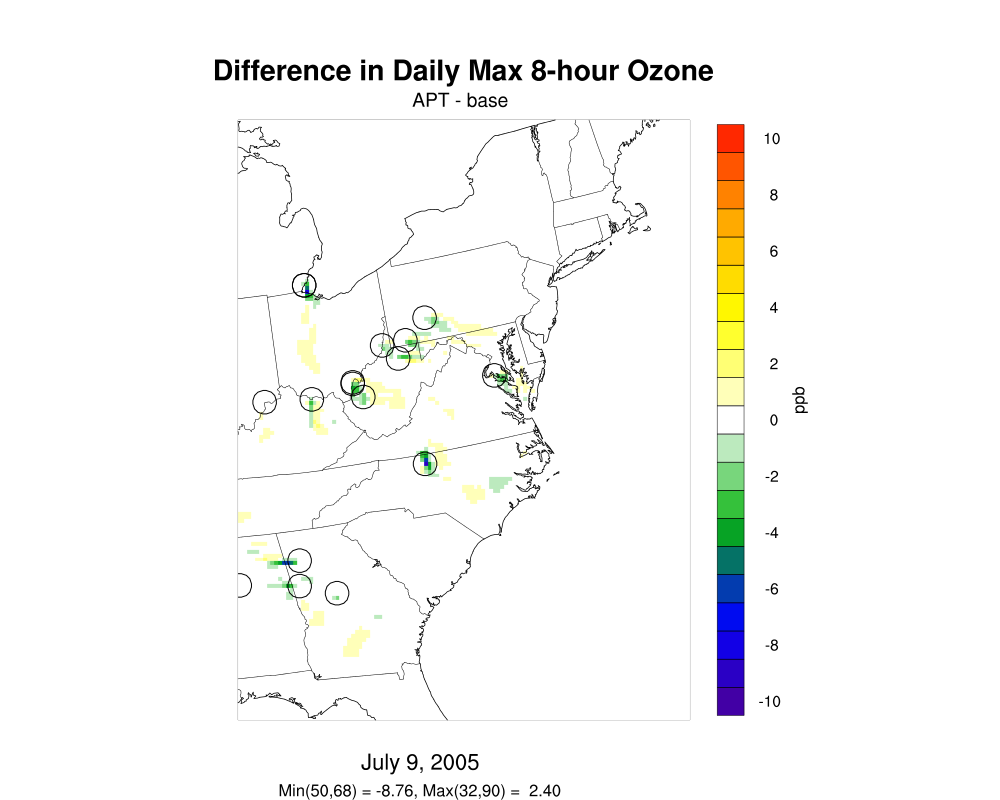 Difference in Daily Max 8-hour Ozone
APT - base
10
8
6
4
2
0
-2
-4
-6
-8
-10
ppb
July 9, 2005
Min(50,68) = -8.76, Max(32,90) = 2.40